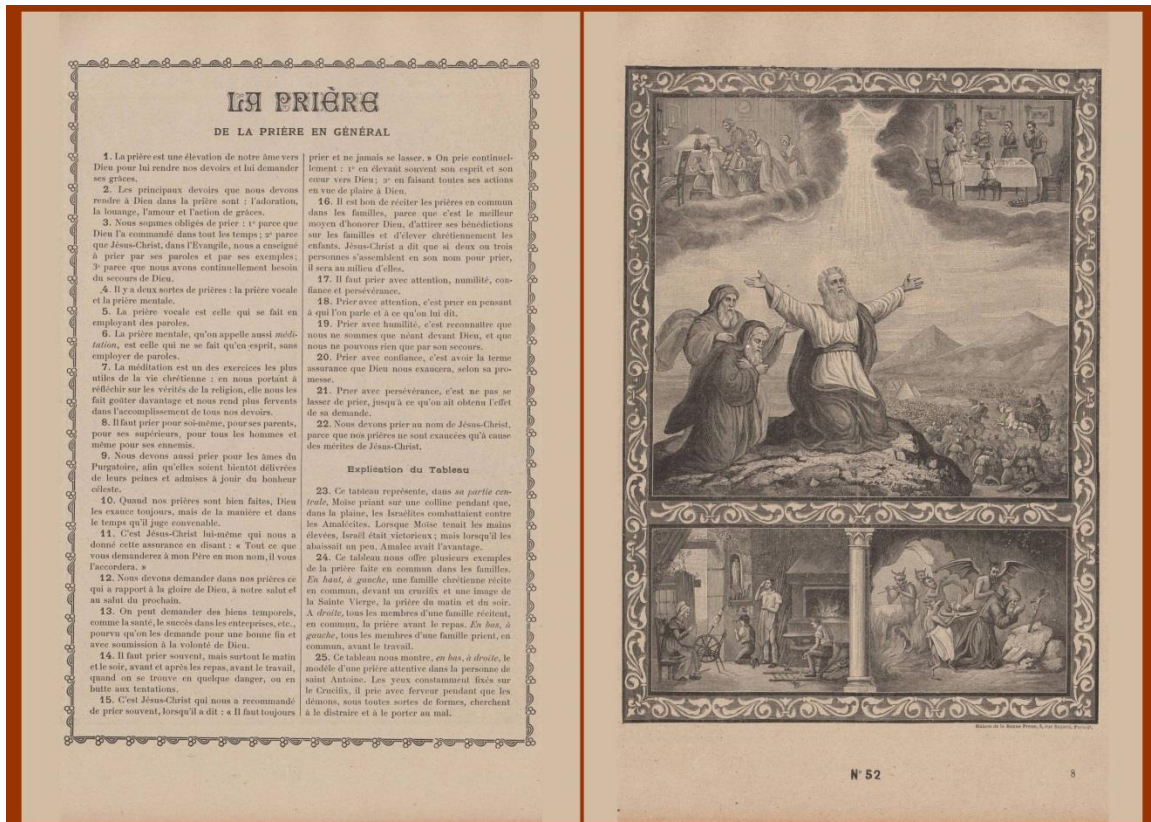 LA PRIÈRE
DE LA PRIÈRE EN GÉNÉRAL
1. La prière est une élévation de notre âme vers
Dieu pour lui rendre nos devoirs et lui demander
ses grâces.
2. Les principaux devoirs que nous devons
rendre à Dieu dans la prière sont : l'adoration,
la louange, l'amour et l'action de grâces.
3. Nous sommes obligés de prier : 1º parce que
Dieu l'a commandé dans tout les temps ; 2º parce
que Jésus-Christ, dans l'Evangile, nous a enseigné
à prier par ses paroles et par ses exemples;
3º parce que nous avons continuellement besoin
du secours de Dieu.
4. Il y a deux sortes de prières : la prière vocale
et la prière mentale.
5. La prière vocale est celle qui se fait en
employant des paroles.
6. La prière mentale, qu'on appelle aussi médi-
tation, est celle qui ne se fait qu'en esprit, sans
employer de paroles.
7. La méditation est un des exercices les plus
utiles de la vie chrétienne ; en nous portant à
réfléchir sur les vérités de la religion, elle nous les
fait goûter davantage et nous rend plus fervents
dans l'accomplissement de tous nos devoirs.
8. Il faut prier pour soi-même, pour ses parents,
pour ses supérieurs, pour tous les hommes et
même pour ses ennemis.
9. Nous devons aussi prier pour les âmes du
Purgatoire, afin qu'elles soient bientôt délivrées
de leurs peines et admises à jouir du bonheur
céleste.
10. Quand nos prières sont bien faites, Dieu
les exauce toujours, mais de la manière et dans
le temps qu'il juge convenable.
11. C'est Jésus-Christ lui-même qui nous a
donné cette assurance en disant : « Tout ce que
vous demanderez à mon Père en mon nom, il vous
l'accordera. »
12. Nous devons demander dans nos prières ce
qui a rapport à la gloire de Dieu, à notre salut et
au salut du prochain.
13. On peut demander des biens temporels,
comme la santé, le succès dans les entreprises, etc.,
pourvu qu'on les demande pour une bonne fin et
avec soumission à la volonté de Dieu.
14. Il faut prier souvent, mais surtout le matin
et le soir, avant et après les repas, avant le travail,
quand on se trouve en quelque danger, ou en
butte aux tentations.
15. C'est Jésus-Christ qui nous a recommandé
de prier souvent, lorsqu'il a dit : « Il faut toujours
prier et ne jamais se lasser. » On prie continuel-
lement : 1º en élevant souvent son esprit et son
cœur vers Dieu; 2º en faisant toutes ses actions
en vue de plaire à Dieu.
16. Il est bon de réciter les prières en commun
dans les familles, parce que c'est le meilleur
moyen d'honorer Dieu, d'attirer ses bénédictions
sur les familles et d'élever chrétiennement les
enfants. Jésus-Christ a dit que si deux ou trois
personnes s'assemblent en son nom pour prier,
il sera au milieu d'elles.
17. Il faut prier avec attention, humilité, con-
fiance et persévérance.
18. Prier avec attention, c'est prier en pensant
à qui l'on parle et à ce qu'on lui dit.
19. Prier avec humilité, c'est reconnaître que
nous ne sommes que néant devant Dieu, et que
nous ne pouvons rien que par son secours.
20. Prier avec confiance, c'est avoir la ferme
assurance que Dieu nous exaucera, selon sa pro-
messe.
21. Prier avec persévérance, c'est ne pas se
lasser de prier, jusqu'à ce qu'on ait obtenu l'effet
de sa demande.
22. Nous devons prier au nom de Jésus-Christ,
parce que nos prières ne sont exaucées qu'à cause
des mérites de Jésus-Christ.
Explication du Tableau
23. Ce tableau représente, dans sa partie cen-
trale, Moïse priant sur une colline pendant que,
dans la plaine, les Israélites combattaient contre
les Amalécites. Lorsque Moïse tenait les mains
élevées, Israël était victorieux ; mais lorsqu'il les
abaissait un peu, Amalec avait l'avantage.
24. Ce tableau nous offre plusieurs exemples
de la prière faite en commun dans les familles.
En haut, à gauche, une famille chrétienne récite
en commun, devant un crucifix et une image de
la Sainte Vierge, la prière du matin et du soir.
A droite, tous les membres d'une famille récitent,
en commun, la prière avant le repas. En bas, à
gauche, tous les membres d'une famille prient, en
commun, avant le travail.
25. Ce tableau nous montre, en bas, à droite, le
modèle d'une prière attentive dans la personne de
saint Antoine. Les yeux constamment fixés sur
le Crucifix, il prie avec ferveur pendant que les
démons, sous toutes sortes de formes, cherchent
à le distraire et à le porter au mal.
Maison de la Bonne Presse, 5, rue Bayard, Paris.
Nº 52
8